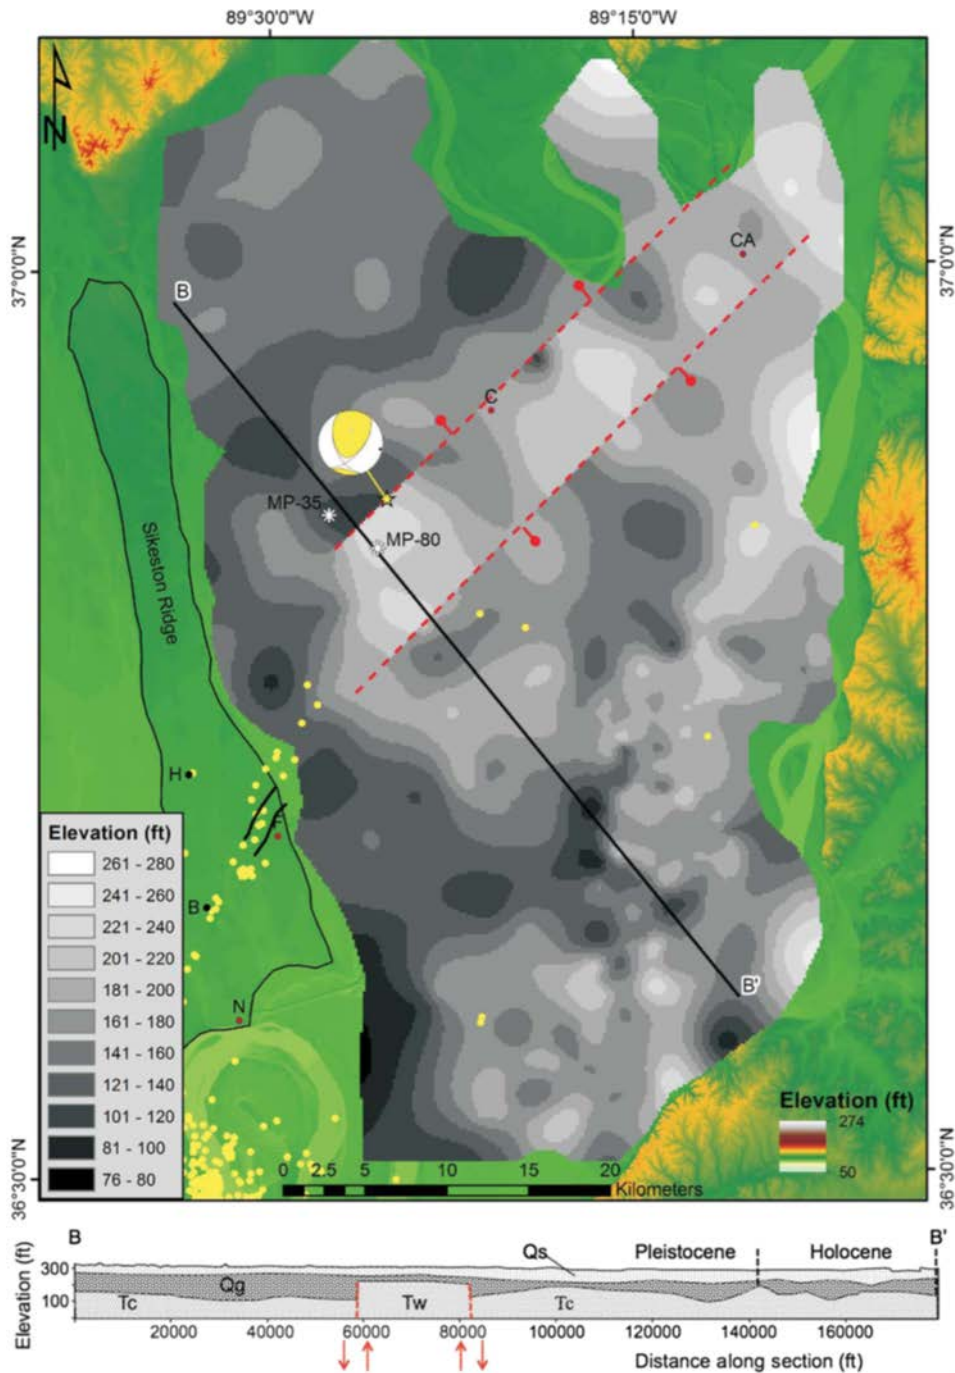 89°30'0"W 89°15'0"W
N
37°0'0"N 37°0'0"N
CA
B
C
MP-35
MP-80
Sikeston Ridge
H
F
B
N
B'
Elevation (ft)
261 - 280
241 - 260
221 - 240
201 - 220
181 - 200
161 - 180
141 - 160
121 - 140
101 - 120
81 - 100
76 - 80
Elevation (ft)
274
50
0 2.5 5 10 15 20
Kilometers
36°30'0"N 36°30'0"N
B B'
Qs Pleistocene Holocene
Elevation (ft)
300
100
Qg
Tc Tw Tc
20000 40000 60000 80000 100000 120000 140000 160000
Distance along section (ft)